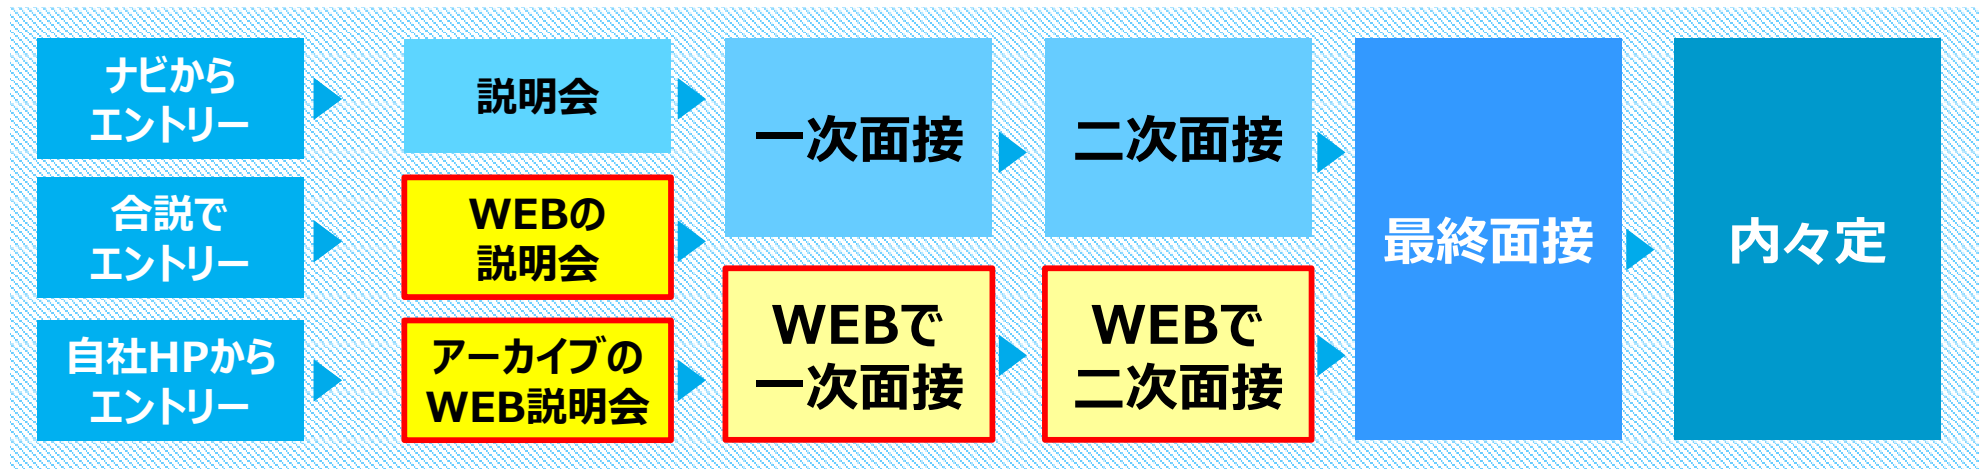 ナビから
エントリー
合説で
エントリー
自社HPから
エントリー
説明会
WEBの
説明会
アーカイブの
WEB説明会
一次面接
WEBで
一次面接
二次面接
WEBで
二次面接
最終面接
内々定